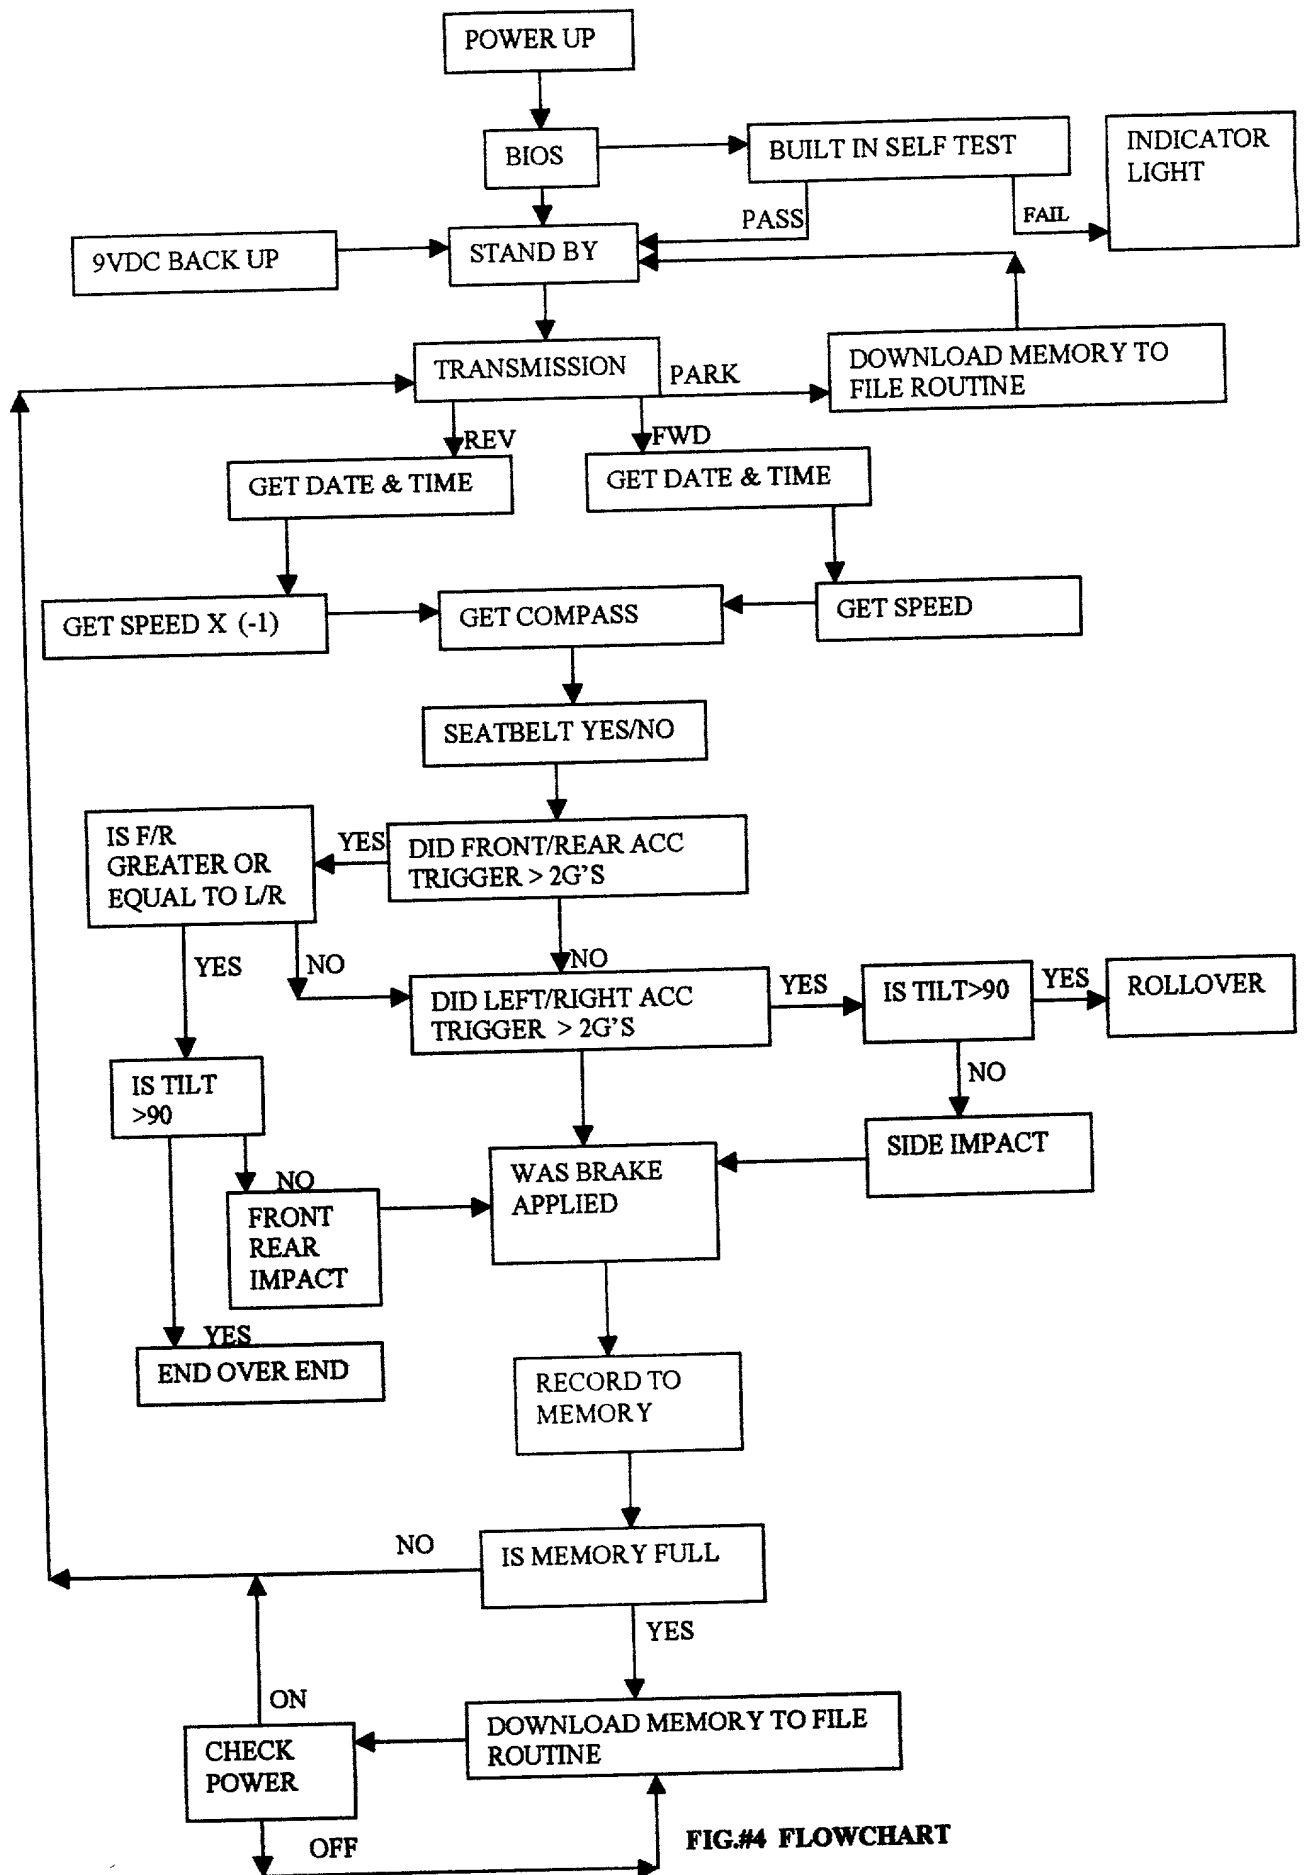 POWER UP
BIOS
BUILT IN SELF TEST
INDICATOR
LIGHT
PASS
FAIL
9VDC BACK UP
STAND BY
TRANSMISSION
PARK
DOWNLOAD MEMORY TO
FILE ROUTINE
REV
FWD
GET DATE & TIME
GET DATE & TIME
GET SPEED X (-1)
GET COMPASS
GET SPEED
SEATBELT YES/NO
IS F/R
GREATER OR
EQUAL TO L/R
YES
DID FRONT/REAR ACC
TRIGGER > 2G'S
YES
NO
NO
DID LEFT/RIGHT ACC
TRIGGER > 2G'S
YES
IS TILT>90
YES
ROLLOVER
NO
IS TILT
>90
SIDE IMPACT
WAS BRAKE
APPLIED
NO
FRONT
REAR
IMPACT
YES
END OVER END
RECORD TO
MEMORY
NO
IS MEMORY FULL
YES
ON
DOWNLOAD MEMORY TO FILE
ROUTINE
CHECK
POWER
OFF
FIG.#4 FLOWCHART